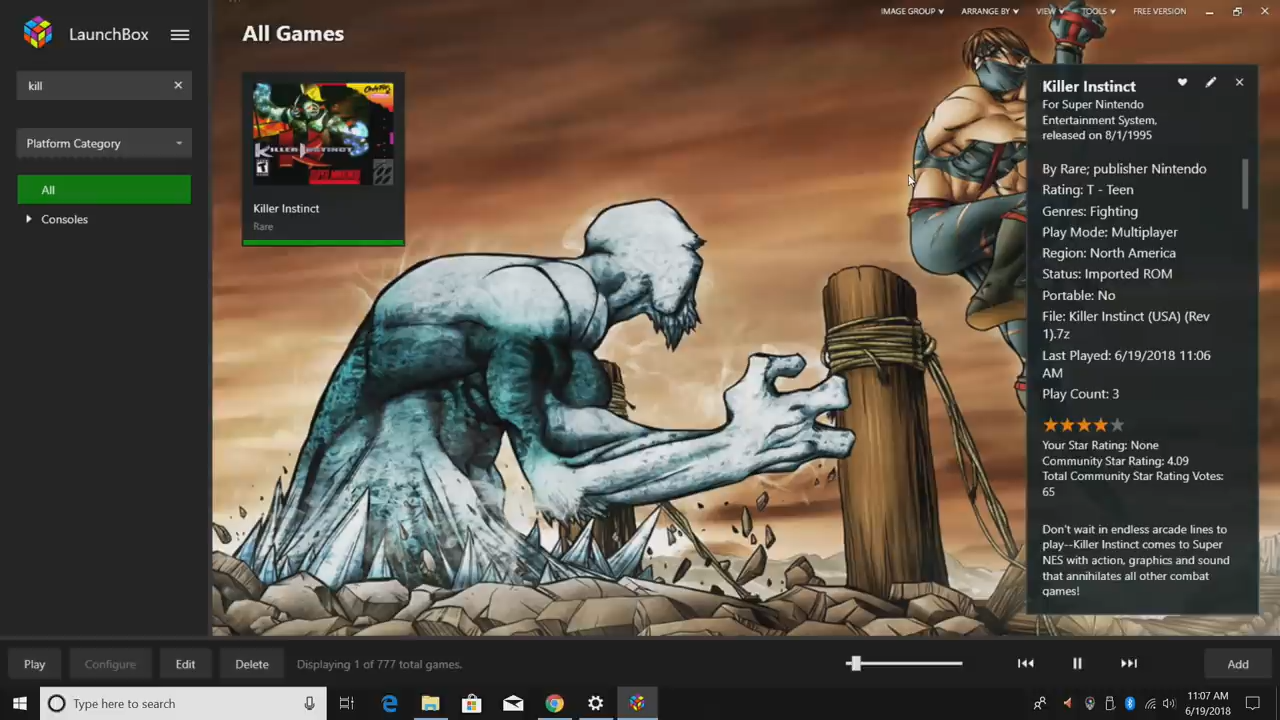 LaunchBox
kill
Platform Category
All
Consoles
All Games
IMAGE GROUP
ARRANGE BY
VIEW
TOOLS
FREE VERSION
KILLER INSTINCT
SUPER NINTENDO
Killer Instinct
Rare
Killer Instinct
For Super Nintendo
Entertainment System,
released on 8/1/1995
By Rare; publisher Nintendo
Rating: T - Teen
Genres: Fighting
Play Mode: Multiplayer
Region: North America
Status: Imported ROM
Portable: No
File: Killer Instinct (USA) (Rev
1).7z
Last Played: 6/19/2018 11:06
AM
Play Count: 3
Your Star Rating: None
Community Star Rating: 4.09
Total Community Star Rating Votes:
65
Don't wait in endless arcade lines to
play--Killer Instinct comes to Super
NES with action, graphics and sound
that annihilates all other combat
games!
Play
Configure
Edit
Delete
Displaying 1 of 777 total games.
Add
Type here to search
11:07 AM
6/19/2018